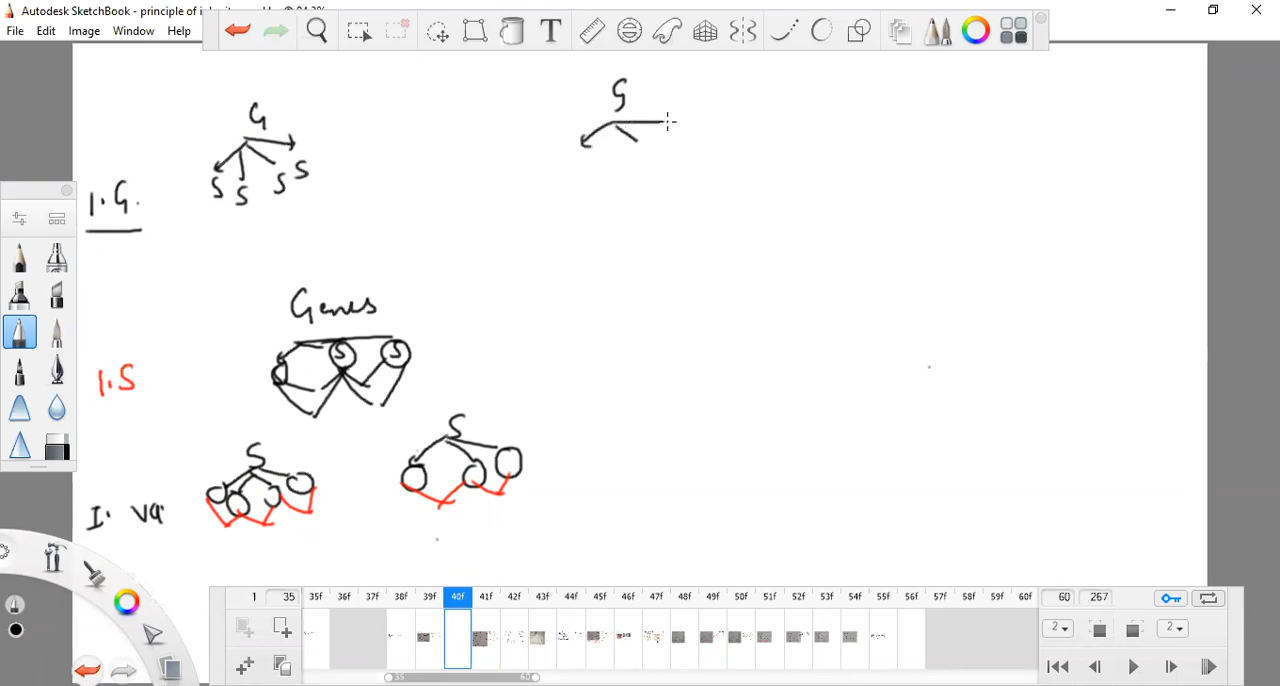 Autodesk SketchBook - principle of i
File Edit Image Window Help
T
G
G
S S S S
I.G.
Genes
S S S
I.S
S
S
I. va
1 35 35f 36f 37f 38f 39f 40f 41f 42f 43f 44f 45f 46f 47f 48f 49f 50f 51f 52f 53f 54f 55f 56f 57f 58f 59f 60f 60 267
2 2
35 60